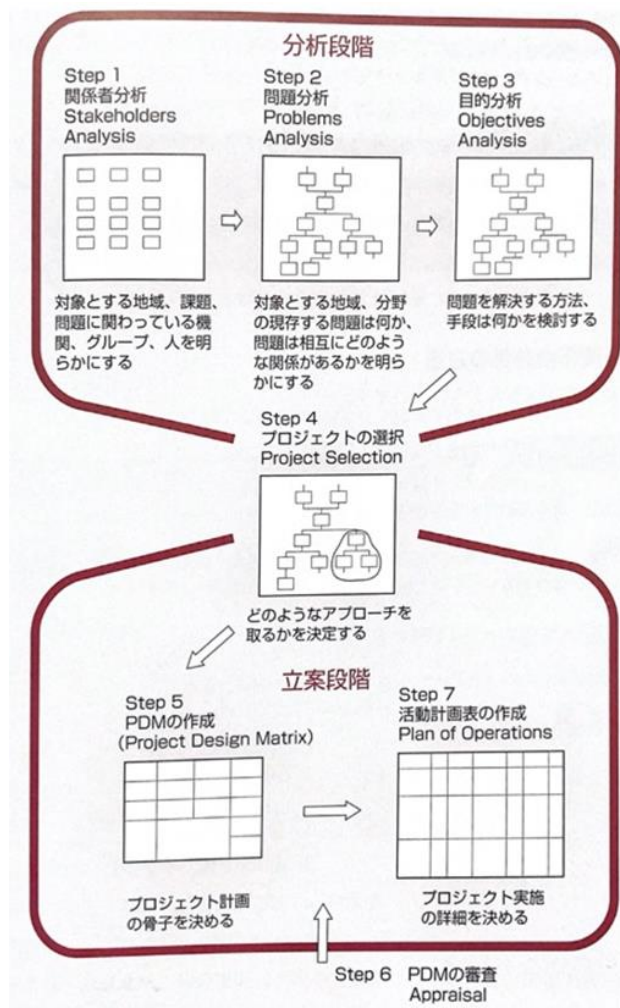 分析段階
Step 1
関係者分析
Stakeholders
Analysis
対象とする地域、課題、
問題に関わっている機
関、グループ、人を明
らかにする
Step 2
問題分析
Problems
Analysis
対象とする地域、分野
の現存する問題は何か、
問題は相互にどのよう
な関係があるかを明ら
かにする
Step 3
目的分析
Objectives
Analysis
問題を解決する方法、
手段は何かを検討する
Step 4
プロジェクトの選択
Project Selection
どのようなアプローチを
取るかを決定する
立案段階
Step 5
PDMの作成
(Project Design Matrix)
プロジェクト計画
の骨子を決める
Step 7
活動計画表の作成
Plan of Operations
プロジェクト実施
の詳細を決める
Step 6 PDMの審査
Appraisal